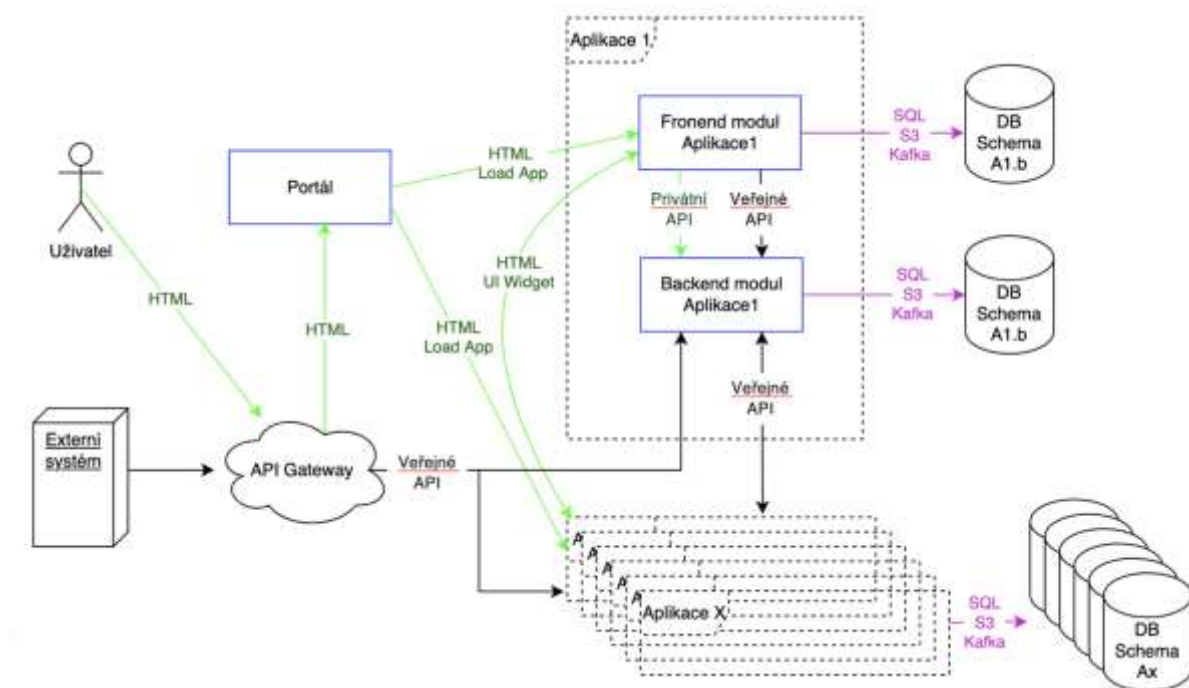 Aplikace 1
Fronend modul
Aplikace1
SQL
S3
Kafka
DB
Schema
A1.b
HTML
Load App
Portál
Privátní
API
Veřejné
API
Uživatel
HTML
HTML
UI Widget
Backend modul
Aplikace1
SQL
S3
Kafka
DB
Schema
A1.b
HTML
HTML
Load App
Veřejné
API
Externí
systém
API Gateway
Veřejné
API
A
A
A
A
A
Aplikace X
SQL
S3
Kafka
DB
Schema
Ax